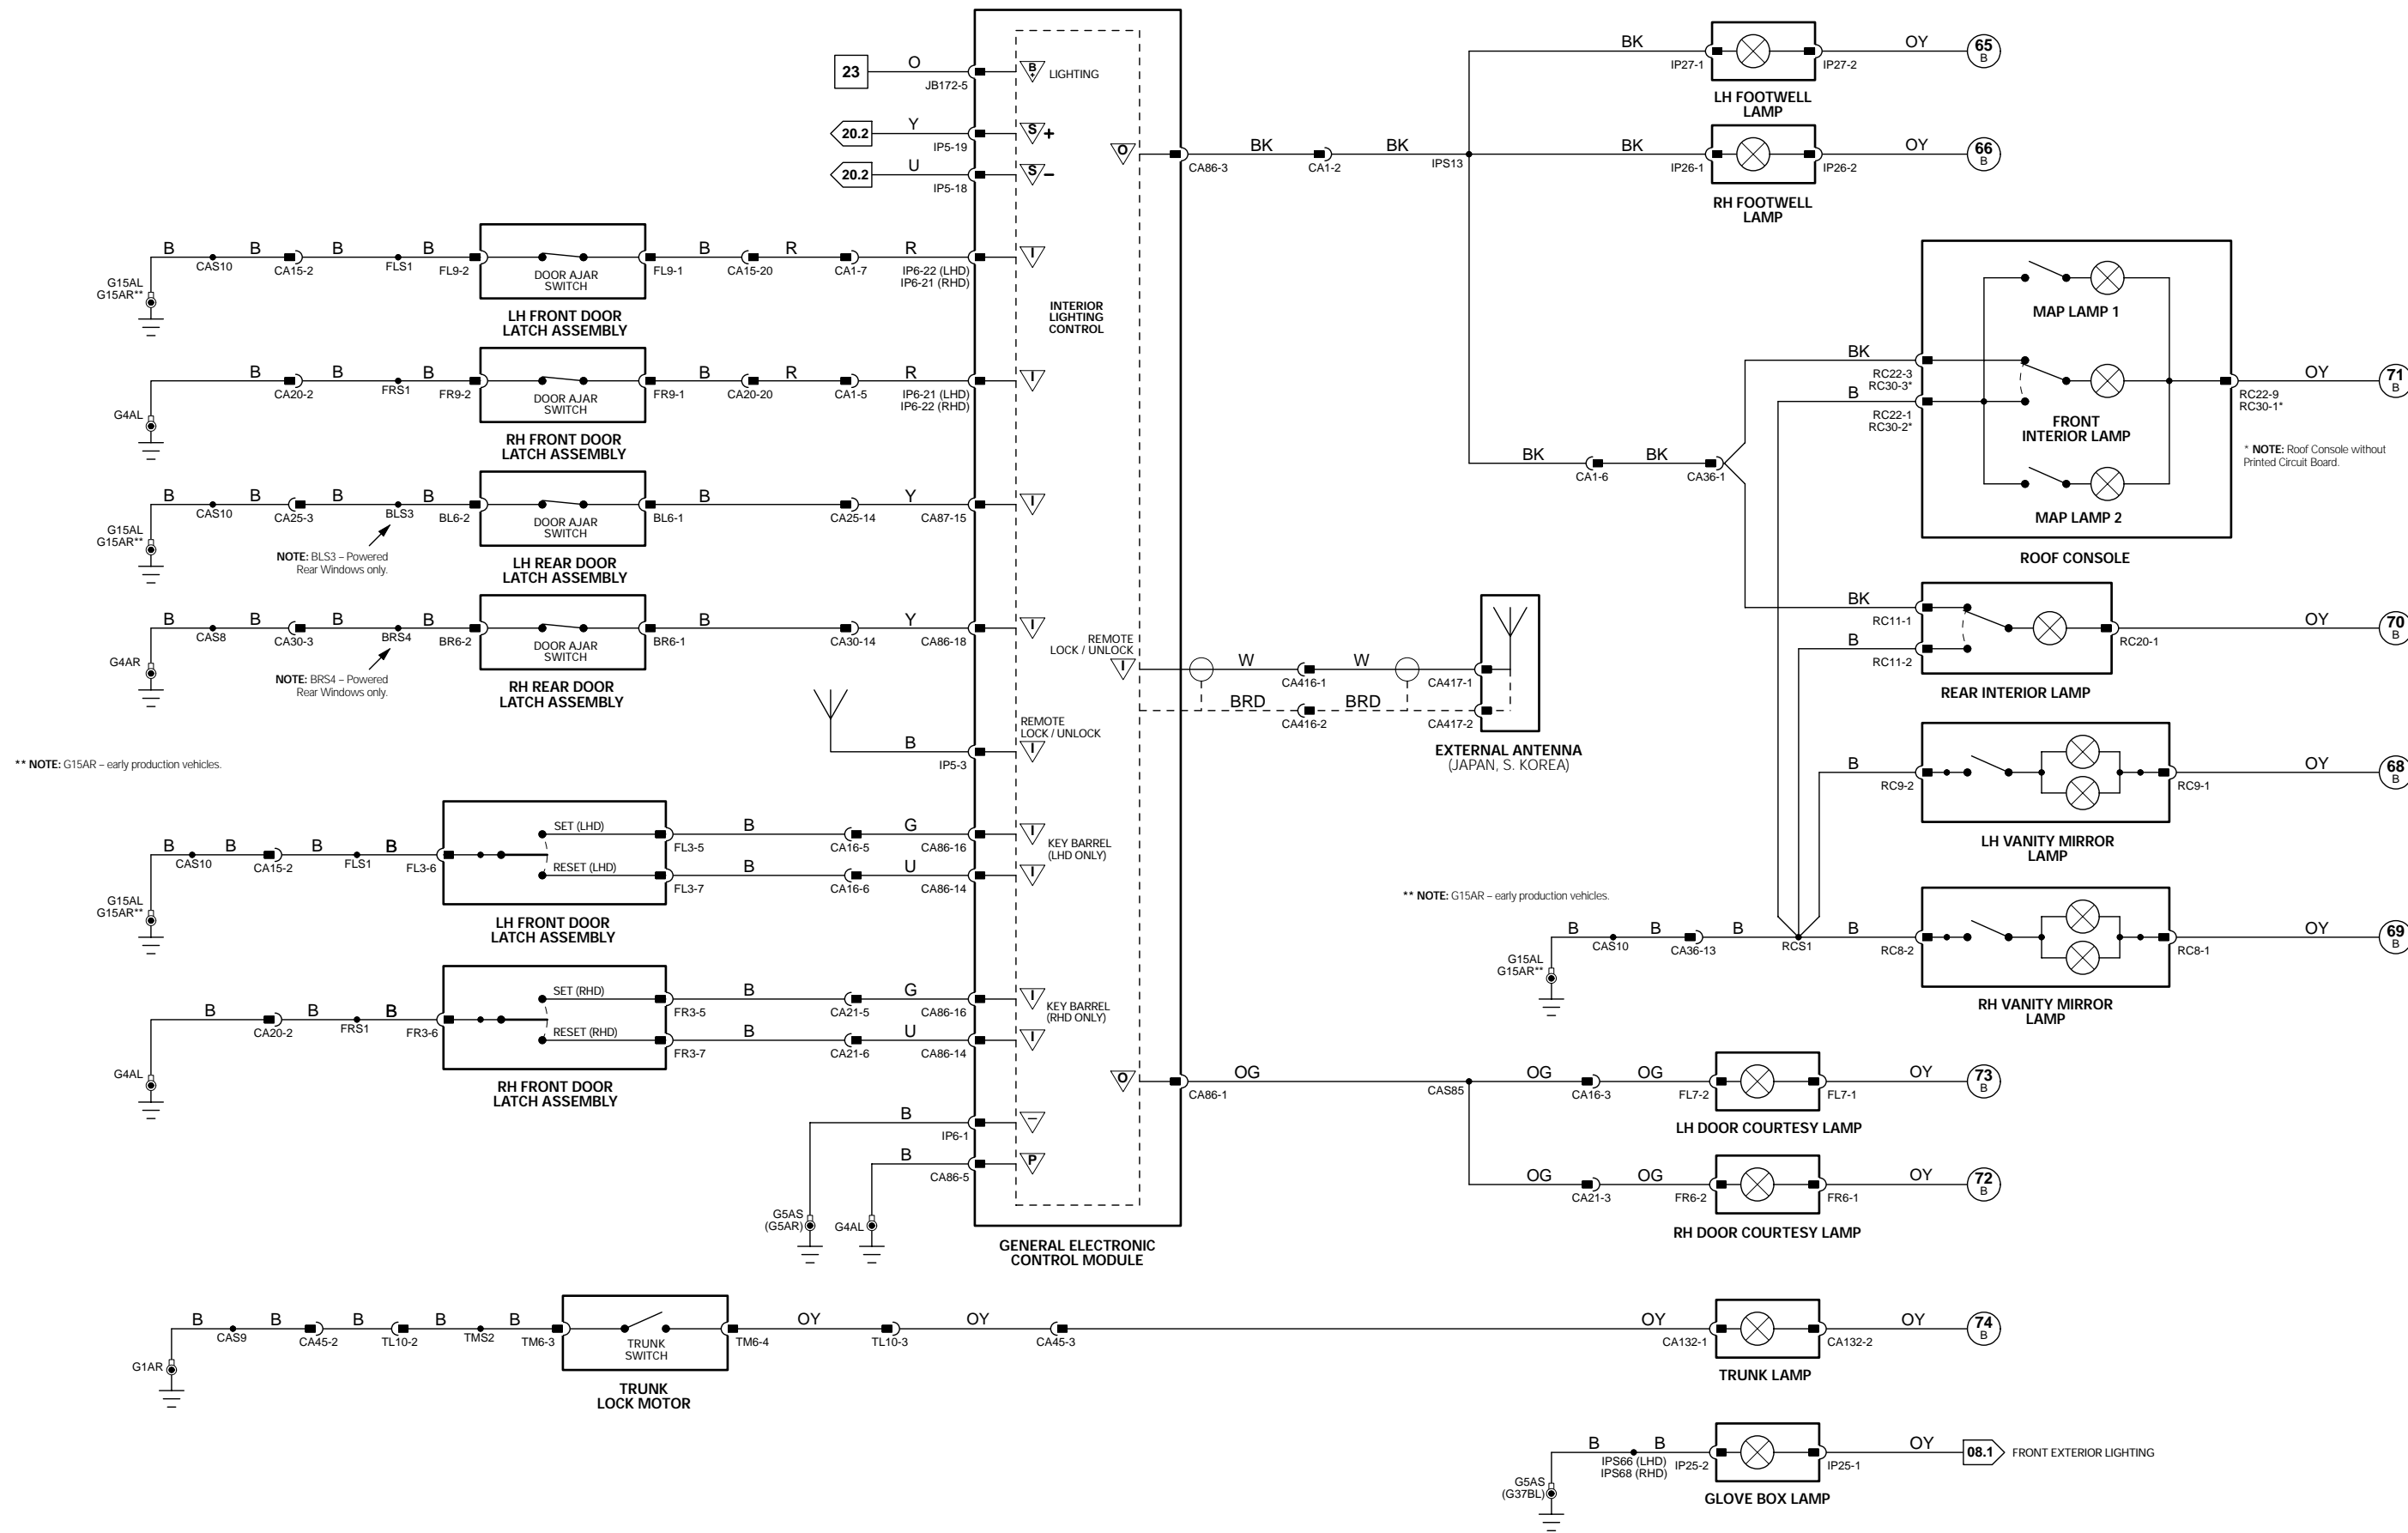 23
O
JB172-5
B
+
LIGHTING
20.2
Y
IP5-19
S
+
20.2
U
IP5-18
S
–
B
CAS10
B
CA15-2
B
FLS1
B
FL9-2
DOOR AJAR
SWITCH
FL9-1
B
CA15-20
R
CA1-7
R
IP6-22 (LHD)
IP6-21 (RHD)
I
G15AL
G15AR**
LH FRONT DOOR
LATCH ASSEMBLY
INTERIOR
LIGHTING
CONTROL
B
CA20-2
B
FRS1
B
FR9-2
DOOR AJAR
SWITCH
FR9-1
B
CA20-20
R
CA1-5
R
IP6-21 (LHD)
IP6-22 (RHD)
I
G4AL
RH FRONT DOOR
LATCH ASSEMBLY
B
CAS10
B
CA25-3
B
BLS3
B
BL6-2
DOOR AJAR
SWITCH
BL6-1
B
CA25-14
Y
CA87-15
I
G15AL
G15AR**
NOTE: BLS3 – Powered
Rear Windows only.
LH REAR DOOR
LATCH ASSEMBLY
B
CAS8
B
CA30-3
B
BRS4
B
BR6-2
DOOR AJAR
SWITCH
BR6-1
B
CA30-14
Y
CA86-18
I
G4AR
NOTE: BRS4 – Powered
Rear Windows only.
RH REAR DOOR
LATCH ASSEMBLY
B
IP5-3
REMOTE
LOCK / UNLOCK
I
** NOTE: G15AR – early production vehicles.
B
CAS10
B
CA15-2
B
FLS1
B
FL3-6
SET (LHD)
RESET (LHD)
FL3-5
B
CA16-5
G
CA86-16
I
KEY BARREL
(LHD ONLY)
FL3-7
B
CA16-6
U
CA86-14
I
G15AL
G15AR**
LH FRONT DOOR
LATCH ASSEMBLY
B
CA20-2
B
FRS1
B
FR3-6
SET (RHD)
RESET (RHD)
FR3-5
B
CA21-5
G
CA86-16
I
KEY BARREL
(RHD ONLY)
FR3-7
B
CA21-6
U
CA86-14
I
G4AL
RH FRONT DOOR
LATCH ASSEMBLY
B
IP6-1
–
B
CA86-5
P
G5AS
(G5AR)
G4AL
GENERAL ELECTRONIC
CONTROL MODULE
B
CAS9
B
CA45-2
B
TL10-2
B
TMS2
B
TM6-3
TRUNK
SWITCH
TM6-4
OY
TL10-3
OY
CA45-3
OY
CA132-1
CA132-2
OY
74
B
G1AR
TRUNK
LOCK MOTOR
TRUNK LAMP
O
CA86-3
BK
CA1-2
BK
IPS13
BK
IP27-1
IP27-2
OY
65
B
LH FOOTWELL
LAMP
BK
IP26-1
IP26-2
OY
66
B
RH FOOTWELL
LAMP
BK
CA1-6
BK
CA36-1
BK
RC22-3
RC30-3*
B
RC22-1
RC30-2*
MAP LAMP 1
FRONT
INTERIOR LAMP
MAP LAMP 2
RC22-9
RC30-1*
OY
71
B
* NOTE: Roof Console without
Printed Circuit Board.
ROOF CONSOLE
BK
RC11-1
B
RC11-2
RC20-1
OY
70
B
REAR INTERIOR LAMP
REMOTE
LOCK / UNLOCK
I
W
CA416-1
W
CA417-1
BRD
CA416-2
BRD
CA417-2
EXTERNAL ANTENNA
(JAPAN, S. KOREA)
B
RC9-2
RC9-1
OY
68
B
LH VANITY MIRROR
LAMP
** NOTE: G15AR – early production vehicles.
B
CAS10
B
CA36-13
B
RCS1
B
RC8-2
RC8-1
OY
69
B
G15AL
G15AR**
RH VANITY MIRROR
LAMP
O
CA86-1
OG
CAS85
OG
CA16-3
OG
FL7-2
FL7-1
OY
73
B
LH DOOR COURTESY LAMP
OG
CA21-3
OG
FR6-2
FR6-1
OY
72
B
RH DOOR COURTESY LAMP
B
IPS66 (LHD)
IPS68 (RHD)
B
IP25-2
IP25-1
OY
08.1
FRONT EXTERIOR LIGHTING
G5AS
(G37BL)
GLOVE BOX LAMP